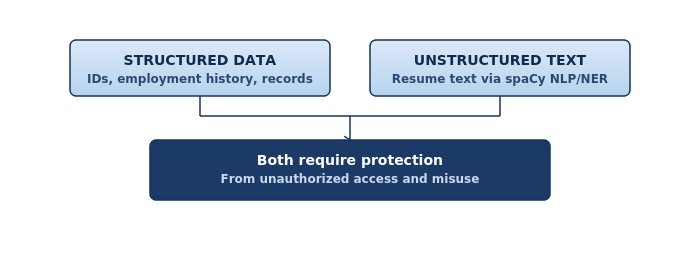 STRUCTURED DATA
IDs, employment history, records
UNSTRUCTURED TEXT
Resume text via spaCy NLP/NER
Both require protection
From unauthorized access and misuse